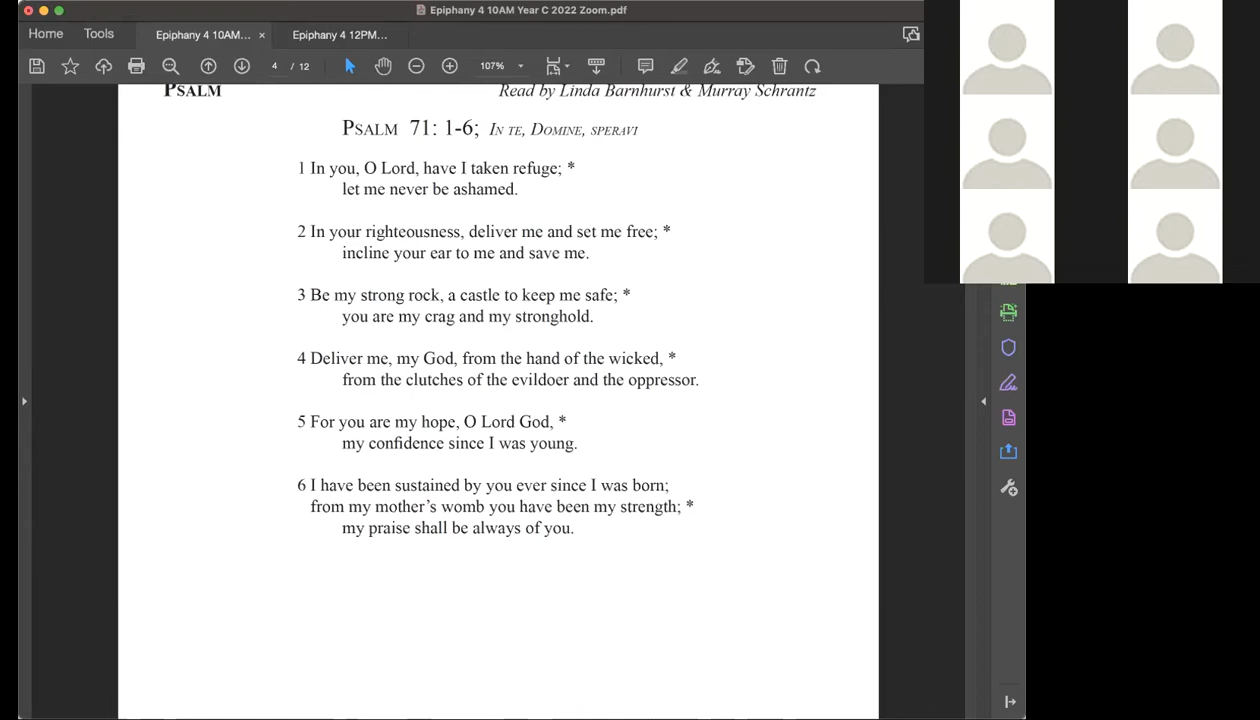 Epiphany 4 10AM Year C 2022 Zoom.pdf
Home Tools Epiphany 4 10AM... × Epiphany 4 12PM...
4 / 12 107%
PSALM Read by Linda Barnhurst & Murray Schrantz
PSALM 71: 1-6; IN TE, DOMINE, SPERAVI
1 In you, O Lord, have I taken refuge; *
let me never be ashamed.
2 In your righteousness, deliver me and set me free; *
incline your ear to me and save me.
3 Be my strong rock, a castle to keep me safe; *
you are my crag and my stronghold.
4 Deliver me, my God, from the hand of the wicked, *
from the clutches of the evildoer and the oppressor.
5 For you are my hope, O Lord God, *
my confidence since I was young.
6 I have been sustained by you ever since I was born;
from my mother’s womb you have been my strength; *
my praise shall be always of you.